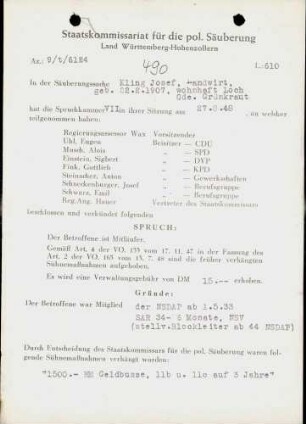 Staatskommissariat für die pol. Säuberung
Land Württemberg-Hohenzollern
Az.: 9/t/6124
490
L:610
In der Säuberungssache Kling Josef, Landwirt,
geb. 22.2.1907, wohnhaft Loch
Gde. Grünkraut
hat die Spruchkammer VII in ihrer Sitzung am 27.8.48 , an welcher
teilgenommen haben:
Regierungsassessor Wax Vorsitzender
Uhl, Eugen Beisitzer — CDU
Musch, Alois „ — SPD
Einstein, Sigbert „ — DVP
Fink, Gottlieb „ — KPD
Steinacher, Anton „ — Gewerkschaften
Schneckenburger, Josef „ — Berufsgruppe
Schwarz, Emil „ — Berufsgruppe
Reg.Ang. Hauer Vertreter des Staatskommissars
beschlossen und verkündet folgenden
SPRUCH:
Der Betroffene ist Mitläufer.
Gemäß Art. 4 der VO. 133 vom 17. 11. 47 in der Fassung des
Art. 2 der VO. 165 vom 13. 7. 48 sind die früher verhängten
Sühnemaßnahmen aufgehoben.
Es wird eine Verwaltungsgebühr von DM 15.-- erhoben.
Gründe:
Der Betroffene war Mitglied der NSDAP ab 1.5.33
SAR 34- 6 Monate, NSV
(stellv.Blockleiter ab 44 NSDAP)
Durch Entscheidung des Staatskommissars für die pol. Säuberung waren fol-
gende Sühnemaßnahmen verhängt worden:
"1500.- RM Geldbusse, 11b u. 11c auf 3 Jahre"